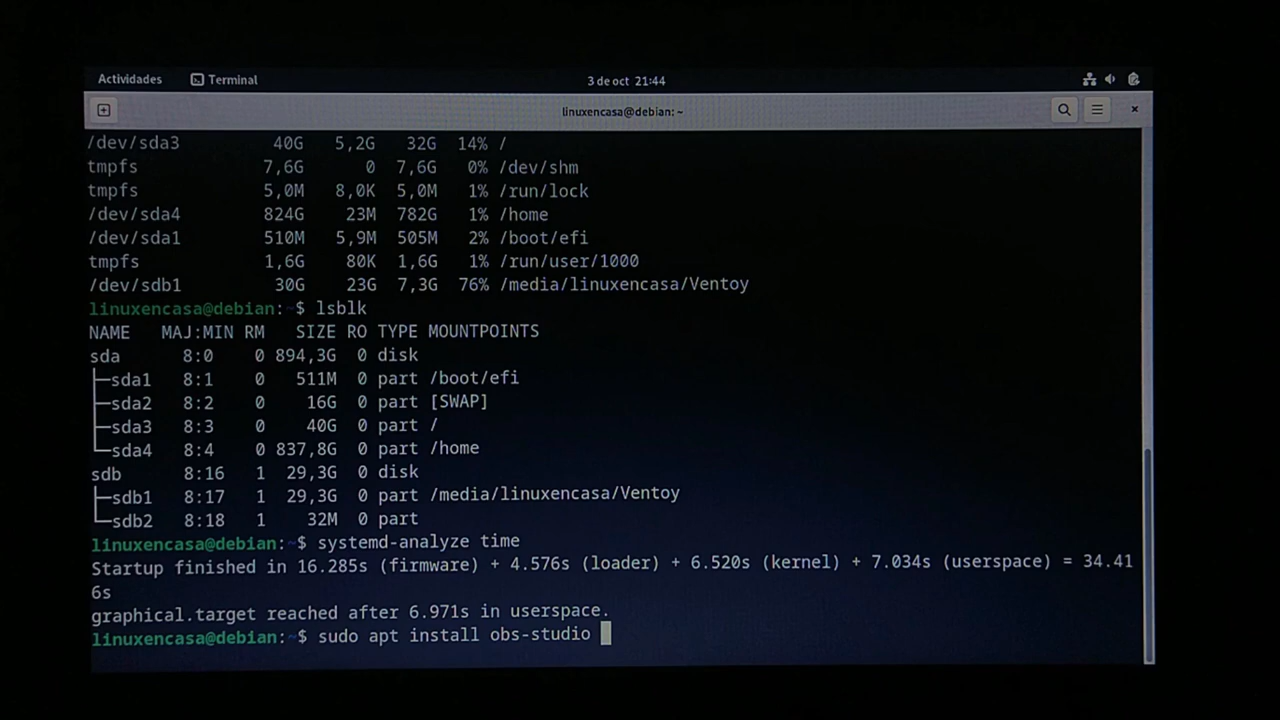 Actividades Terminal 3 de oct 21:44
linuxencasa@debian: ~
/dev/sda3 40G 5,2G 32G 14% /
tmpfs 7,6G 0 7,6G 0% /dev/shm
tmpfs 5,0M 8,0K 5,0M 1% /run/lock
/dev/sda4 824G 23M 782G 1% /home
/dev/sda1 510M 5,9M 505M 2% /boot/efi
tmpfs 1,6G 80K 1,6G 1% /run/user/1000
/dev/sdb1 30G 23G 7,3G 76% /media/linuxencasa/Ventoy
linuxencasa@debian:~$ lsblk
NAME MAJ:MIN RM SIZE RO TYPE MOUNTPOINTS
sda 8:0 0 894,3G 0 disk
├─sda1 8:1 0 511M 0 part /boot/efi
├─sda2 8:2 0 16G 0 part [SWAP]
├─sda3 8:3 0 40G 0 part /
└─sda4 8:4 0 837,8G 0 part /home
sdb 8:16 1 29,3G 0 disk
├─sdb1 8:17 1 29,3G 0 part /media/linuxencasa/Ventoy
└─sdb2 8:18 1 32M 0 part
linuxencasa@debian:~$ systemd-analyze time
Startup finished in 16.285s (firmware) + 4.576s (loader) + 6.520s (kernel) + 7.034s (userspace) = 34.41
6s
graphical.target reached after 6.971s in userspace.
linuxencasa@debian:~$ sudo apt install obs-studio